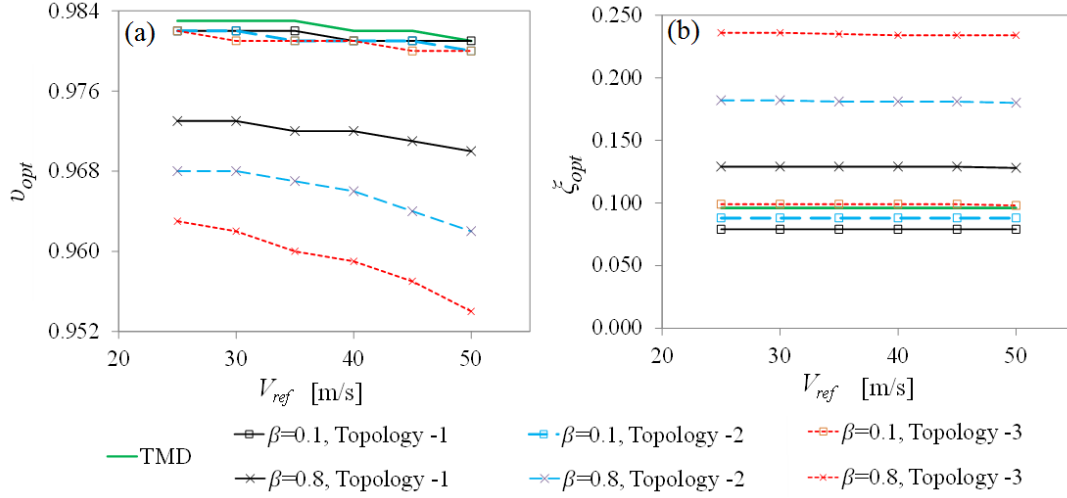 (a)
0.984
0.976
0.968
0.960
0.952
υopt
20 30 40 50
Vref [m/s]
(b)
0.250
0.200
0.150
0.100
0.050
0.000
ξopt
20 30 40 50
Vref [m/s]
TMD
β=0.1, Topology -1
β=0.1, Topology -2
β=0.1, Topology -3
β=0.8, Topology -1
β=0.8, Topology -2
β=0.8, Topology -3